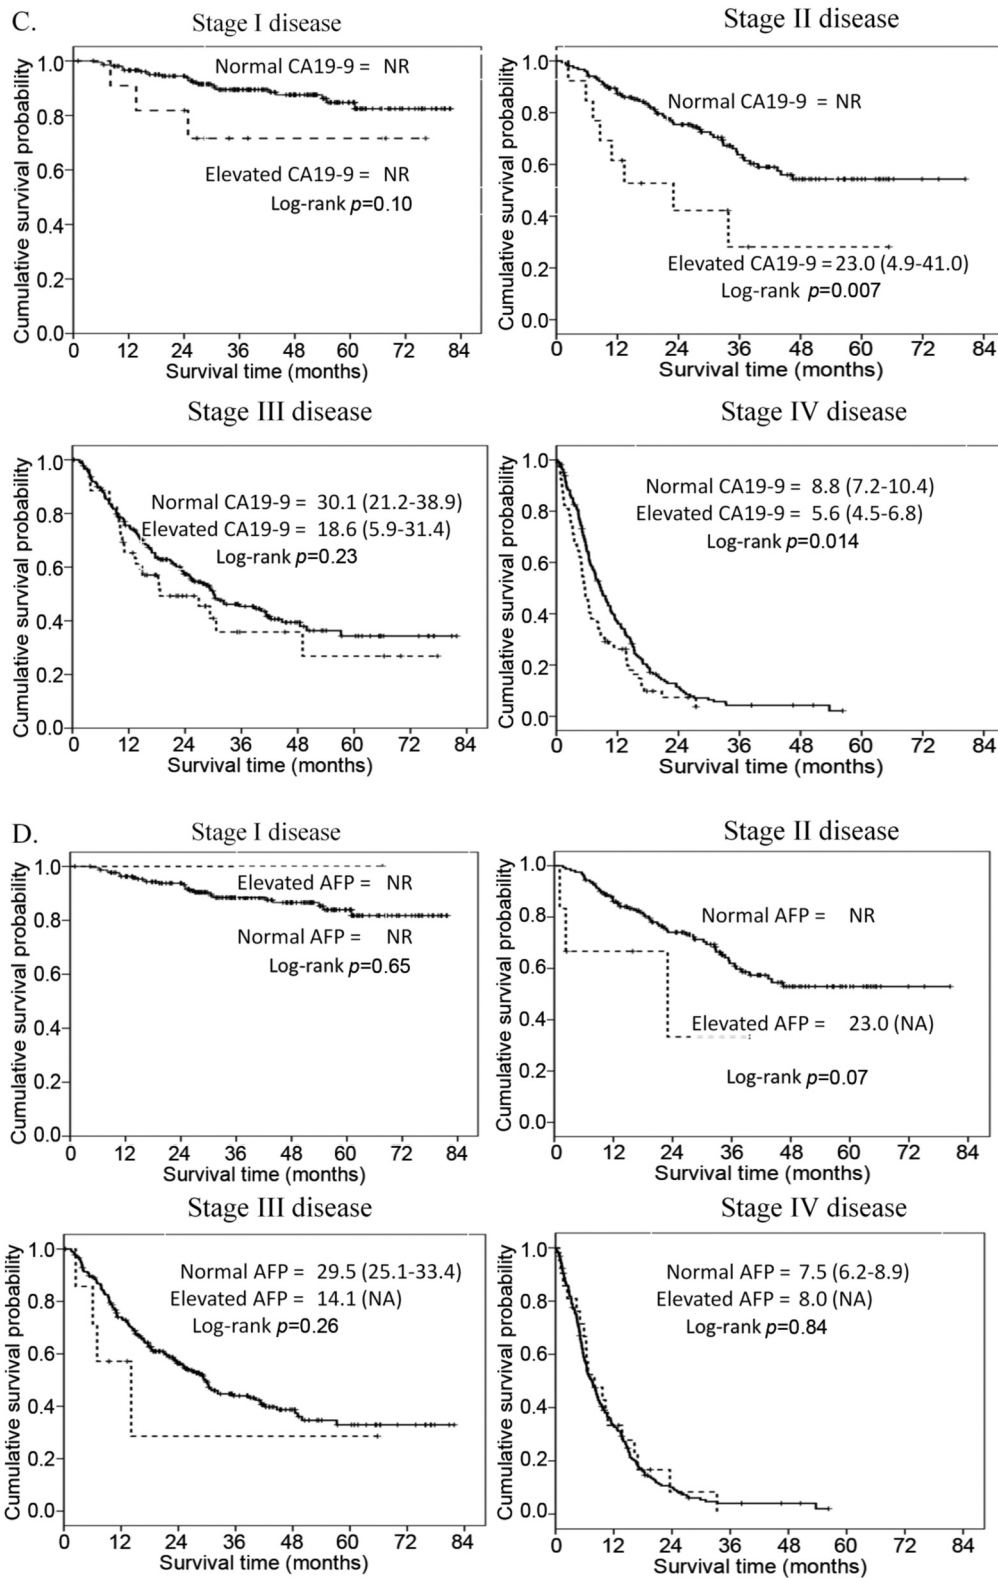 C.
Stage I disease
Cumulative survival probability
1.0
0.8
0.6
0.4
0.2
0.0
Normal CA19-9 = NR
Elevated CA19-9 = NR
Log-rank p=0.10
0 12 24 36 48 60 72 84
Survival time (months)
Stage II disease
Cumulative survival probability
1.0
0.8
0.6
0.4
0.2
0.0
Normal CA19-9 = NR
Elevated CA19-9 = 23.0 (4.9-41.0)
Log-rank p=0.007
0 12 24 36 48 60 72 84
Survival time (months)
Stage III disease
Cumulative survival probability
1.0
0.8
0.6
0.4
0.2
0.0
Normal CA19-9 = 30.1 (21.2-38.9)
Elevated CA19-9 = 18.6 (5.9-31.4)
Log-rank p=0.23
0 12 24 36 48 60 72 84
Survival time (months)
Stage IV disease
Cumulative survival probability
1.0
0.8
0.6
0.4
0.2
0.0
Normal CA19-9 = 8.8 (7.2-10.4)
Elevated CA19-9 = 5.6 (4.5-6.8)
Log-rank p=0.014
0 12 24 36 48 60 72 84
Survival time (months)
D.
Stage I disease
Cumulative survival probability
1.0
0.8
0.6
0.4
0.2
0.0
Elevated AFP = NR
Normal AFP = NR
Log-rank p=0.65
0 12 24 36 48 60 72 84
Survival time (months)
Stage II disease
Cumulative survival probability
1.0
0.8
0.6
0.4
0.2
0.0
Normal AFP = NR
Elevated AFP = 23.0 (NA)
Log-rank p=0.07
0 12 24 36 48 60 72 84
Survival time (months)
Stage III disease
Cumulative survival probability
1.0
0.8
0.6
0.4
0.2
0.0
Normal AFP = 29.5 (25.1-33.4)
Elevated AFP = 14.1 (NA)
Log-rank p=0.26
0 12 24 36 48 60 72 84
Survival time (months)
Stage IV disease
Cumulative survival probability
1.0
0.8
0.6
0.4
0.2
0.0
Normal AFP = 7.5 (6.2-8.9)
Elevated AFP = 8.0 (NA)
Log-rank p=0.84
0 12 24 36 48 60 72 84
Survival time (months)